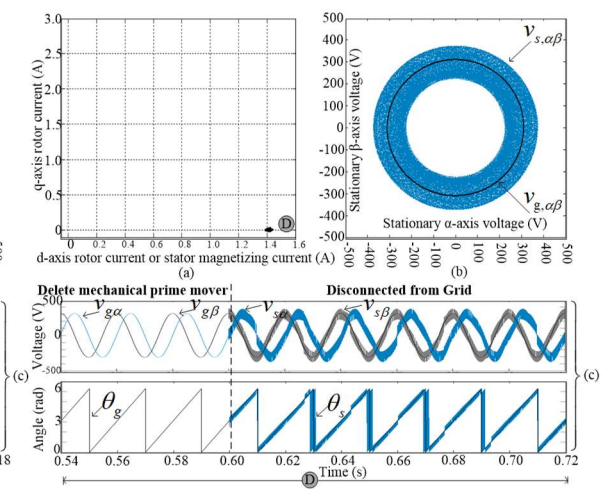 3.0
2.5
2.0
1.5
1.0
0.5
0
q-axis rotor current (A)
D
0 0.2 0.4 0.6 0.8 1.0 1.2 1.4 1.6
d-axis rotor current or stator magnetizing current (A)
(a)
500
400
300
200
100
0
100
200
300
400
500
Stationary β-axis voltage (V)
v s,αβ
v g,αβ
Stationary α-axis voltage (V)
-500 -400 -300 -200 -100 0 100 200 300 400 500
(b)
Delete mechanical prime mover Disconnected from Grid
500
0
-500
Voltage (V)
v gα v gβ v sα v sβ
6
3
0
Angle (rad)
θ g θ s
(c) (c)
18
0.54 0.56 0.58 0.60 0.62 0.64 0.66 0.68 0.70 0.72
Time (s)
D